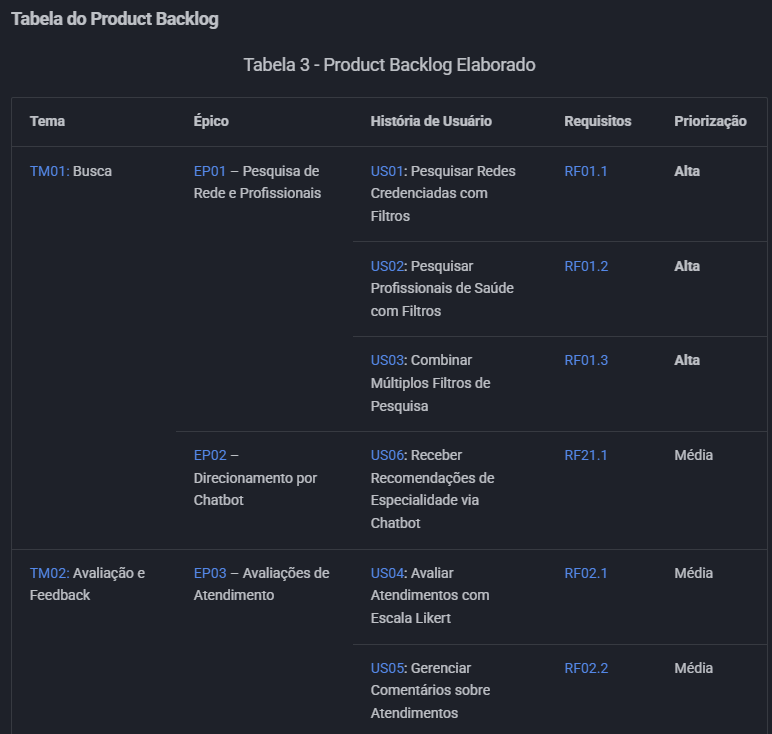 Tabela do Product Backlog
Tabela 3 - Product Backlog Elaborado
Tema Épico História de Usuário Requisitos Priorização
TM01: Busca EP01 – Pesquisa de US01: Pesquisar Redes RF01.1 Alta
Rede e Profissionais Credenciadas com
Filtros
US02: Pesquisar RF01.2 Alta
Profissionais de Saúde
com Filtros
US03: Combinar RF01.3 Alta
Múltiplos Filtros de
Pesquisa
EP02 – US06: Receber RF21.1 Média
Direcionamento por Recomendações de
Chatbot Especialidade via
Chatbot
TM02: Avaliação e EP03 – Avaliações de US04: Avaliar RF02.1 Média
Feedback Atendimento Atendimentos com
Escala Likert
US05: Gerenciar RF02.2 Média
Comentários sobre
Atendimentos